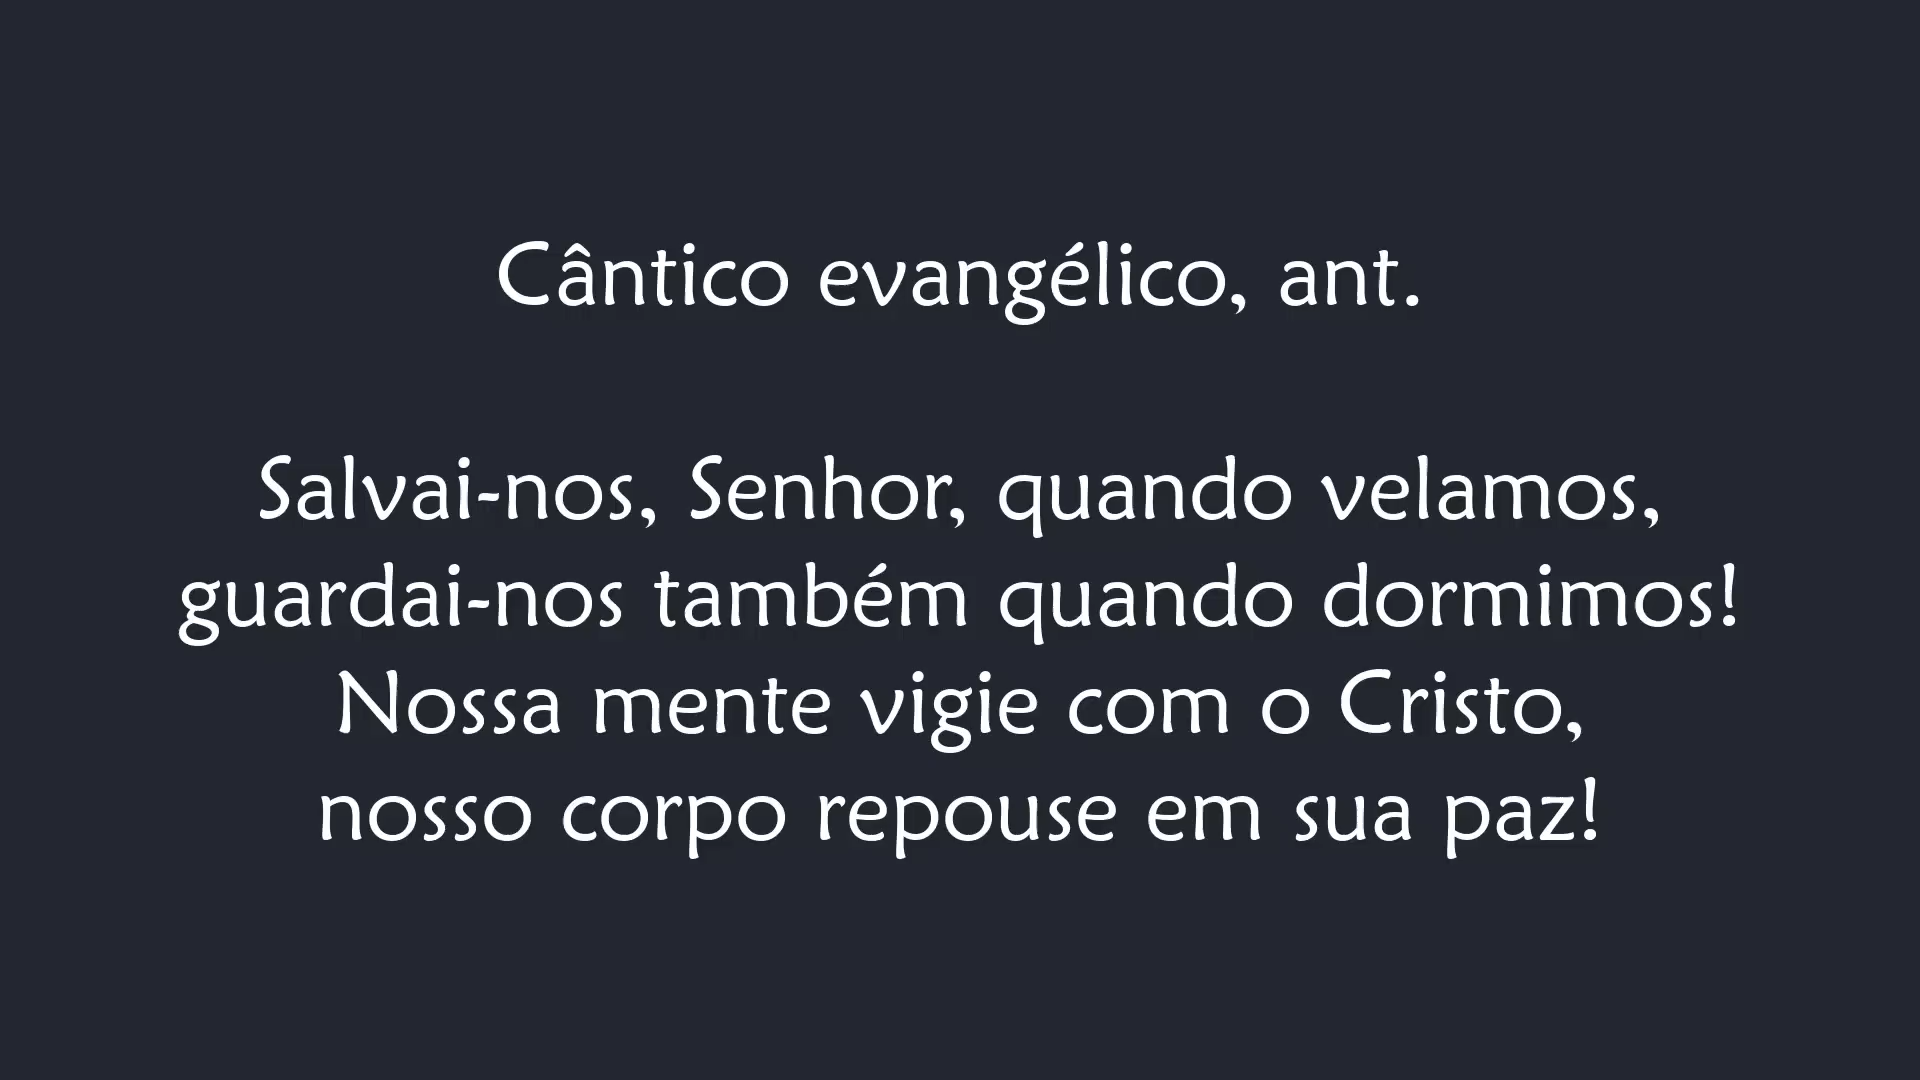 Cântico evangélico, ant.
Salvai-nos, Senhor, quando velamos,
guardai-nos também quando dormimos!
Nossa mente vigie com o Cristo,
nosso corpo repouse em sua paz!